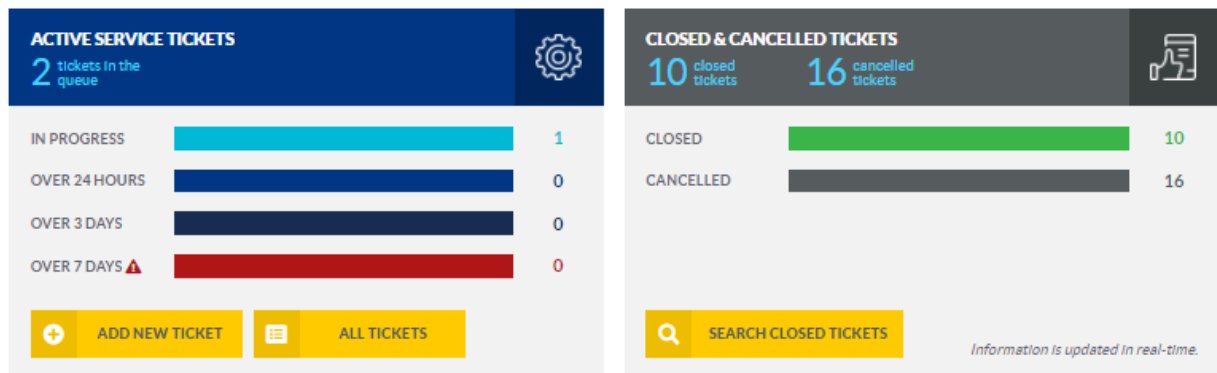 ACTIVE SERVICE TICKETS
2 tickets in the
queue
IN PROGRESS 1
OVER 24 HOURS 0
OVER 3 DAYS 0
OVER 7 DAYS 0
ADD NEW TICKET ALL TICKETS
CLOSED & CANCELLED TICKETS
10 closed
tickets
16 cancelled
tickets
CLOSED 10
CANCELLED 16
SEARCH CLOSED TICKETS
Information is updated in real-time.